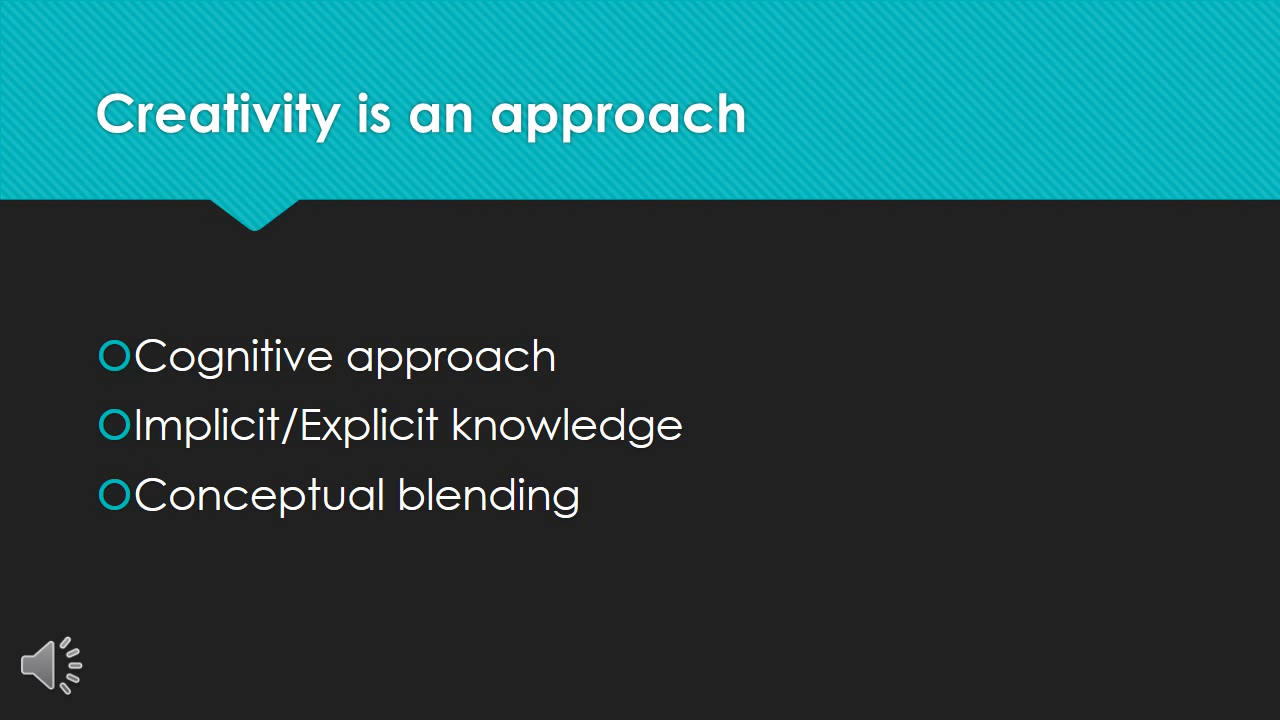 Creativity is an approach
Cognitive approach
Implicit/Explicit knowledge
Conceptual blending